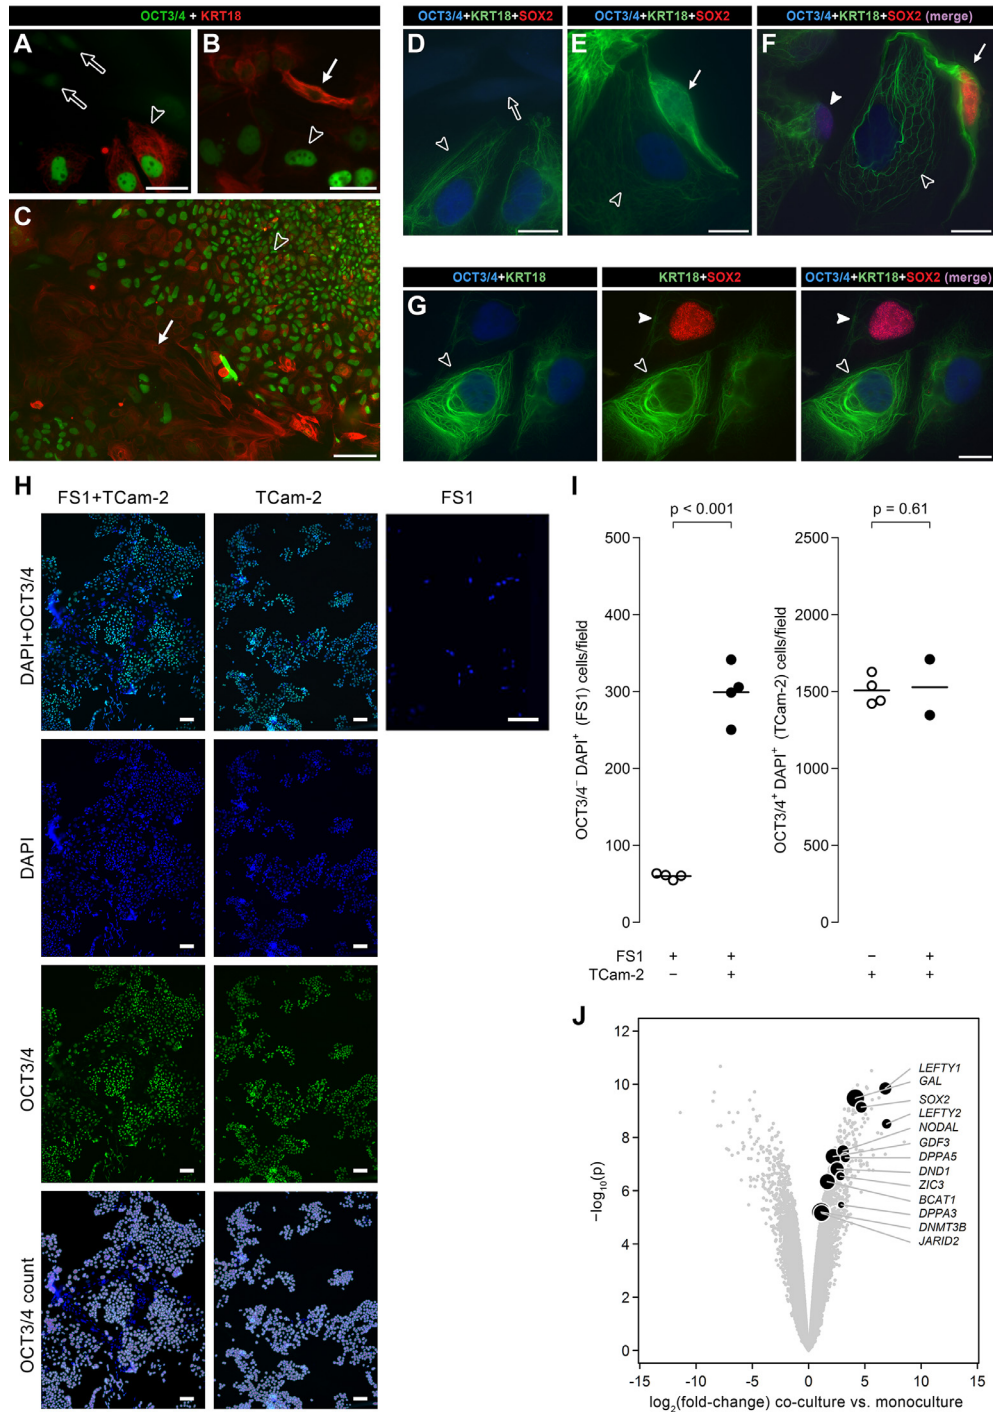 OCT3/4 + KRT18
A
B
C
OCT3/4+KRT18+SOX2
OCT3/4+KRT18+SOX2
OCT3/4+KRT18+SOX2 (merge)
D
E
F
OCT3/4+KRT18
KRT18+SOX2
OCT3/4+KRT18+SOX2 (merge)
G
H
FS1+TCam-2
TCam-2
FS1
DAPI+OCT3/4
DAPI
OCT3/4
OCT3/4 count
I
p < 0.001
p = 0.61
OCT3/4⁻ DAPI⁺ (FS1) cells/field
500
400
300
200
100
0
OCT3/4⁺ DAPI⁺ (TCam-2) cells/field
2500
2000
1500
1000
500
0
FS1 + + − +
TCam-2 − + + +
J
−log₁₀(p)
12
10
8
6
4
2
0
LEFTY1
GAL
SOX2
LEFTY2
NODAL
GDF3
DPPA5
DND1
ZIC3
BCAT1
DPPA3
DNMT3B
JARID2
−15 −10 −5 0 5 10 15
log₂(fold-change) co-culture vs. monoculture